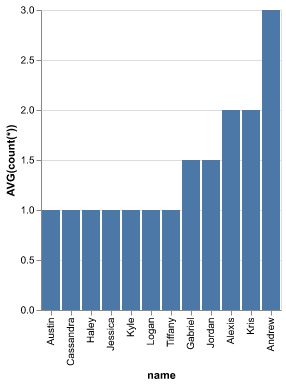 3.0
2.5
2.0
1.5
1.0
0.5
0.0
AVG(count(*))
Austin
Cassandra
Haley
Jessica
Kyle
Logan
Tiffany
Gabriel
Jordan
Alexis
Kris
Andrew
name